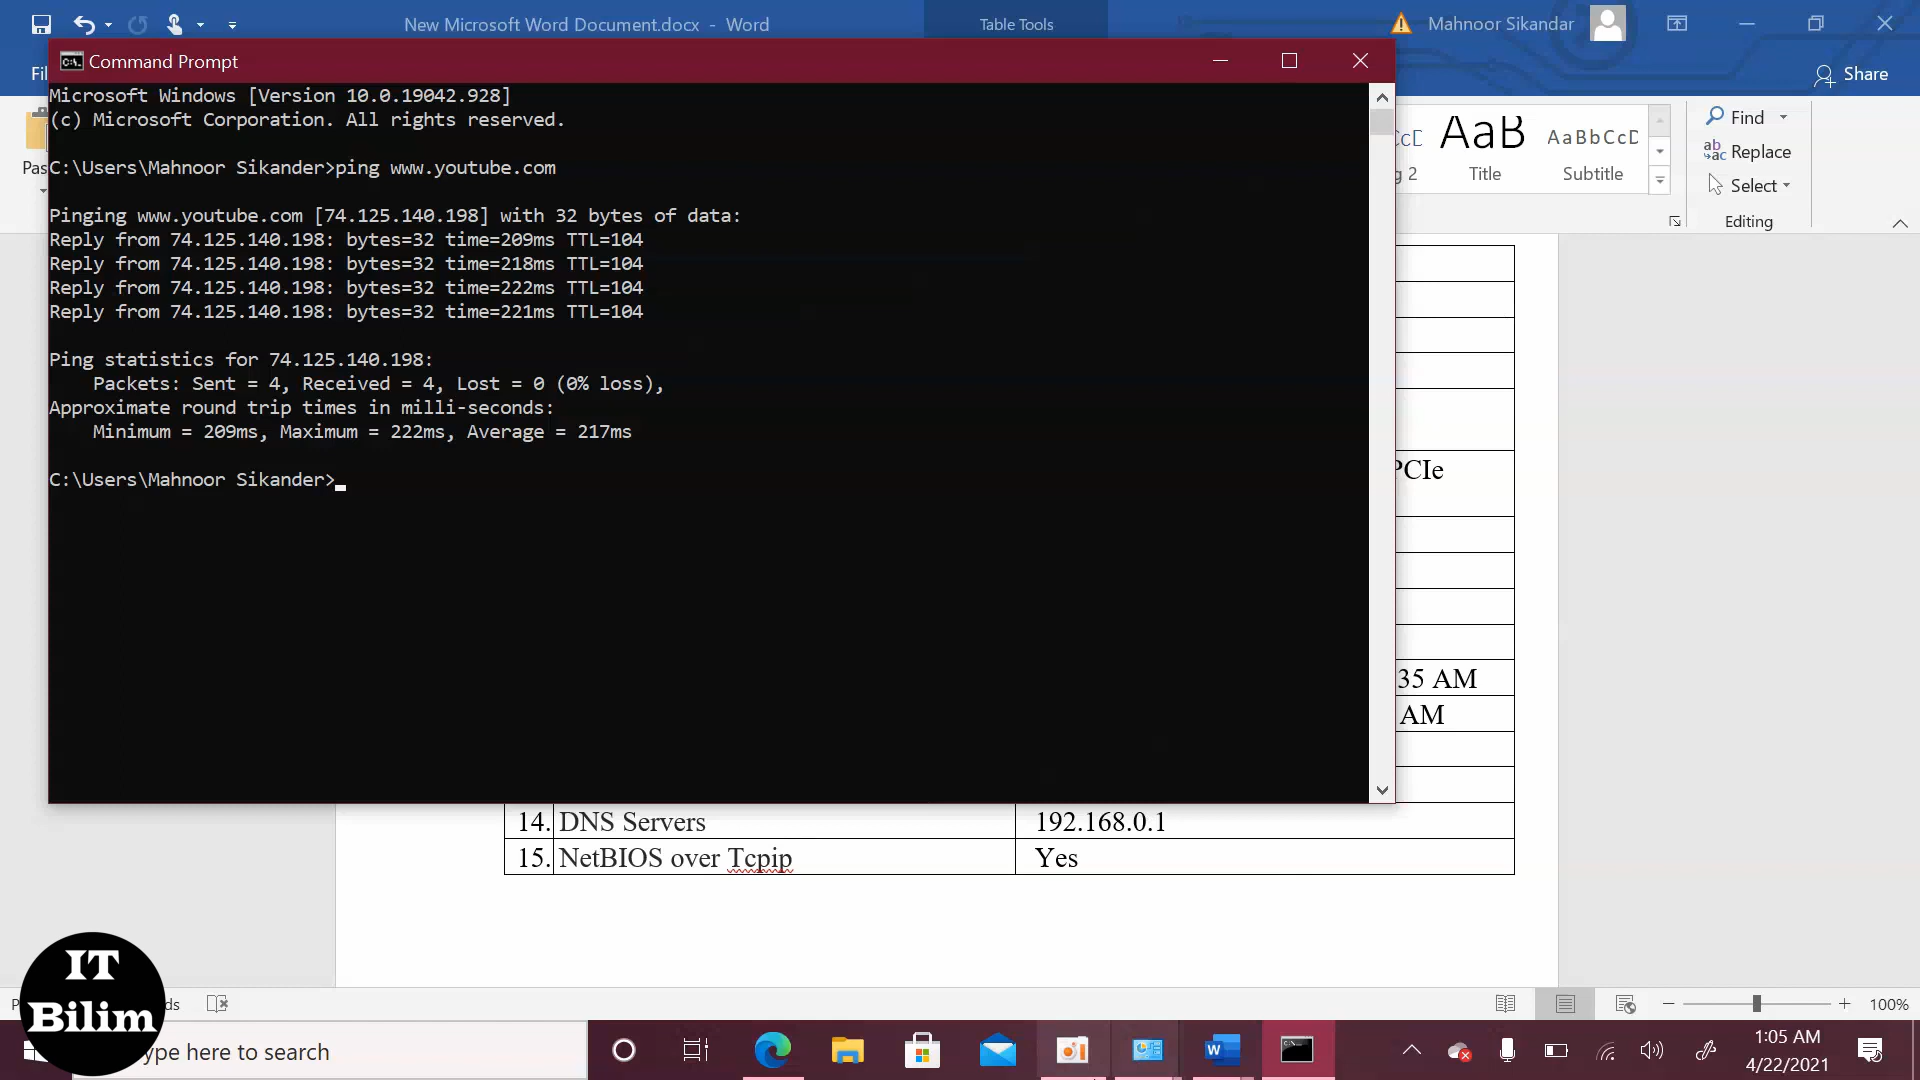 New Microsoft Word Document.docx - Word
Table Tools
Mahnoor Sikandar
Command Prompt
Share
Microsoft Windows [Version 10.0.19042.928]
(c) Microsoft Corporation. All rights reserved.
C:\Users\Mahnoor Sikander>ping www.youtube.com
Pinging www.youtube.com [74.125.140.198] with 32 bytes of data:
Reply from 74.125.140.198: bytes=32 time=209ms TTL=104
Reply from 74.125.140.198: bytes=32 time=218ms TTL=104
Reply from 74.125.140.198: bytes=32 time=222ms TTL=104
Reply from 74.125.140.198: bytes=32 time=221ms TTL=104
Ping statistics for 74.125.140.198:
Packets: Sent = 4, Received = 4, Lost = 0 (0% loss),
Approximate round trip times in milli-seconds:
Minimum = 209ms, Maximum = 222ms, Average = 217ms
C:\Users\Mahnoor Sikander>
AaB AaBbCcD
2 Title Subtitle
Find
Replace
Select
Editing
PCIe
35 AM
AM
14. DNS Servers 192.168.0.1
15. NetBIOS over Tcpip Yes
IT
Bilim
100%
ype here to search
1:05 AM
4/22/2021